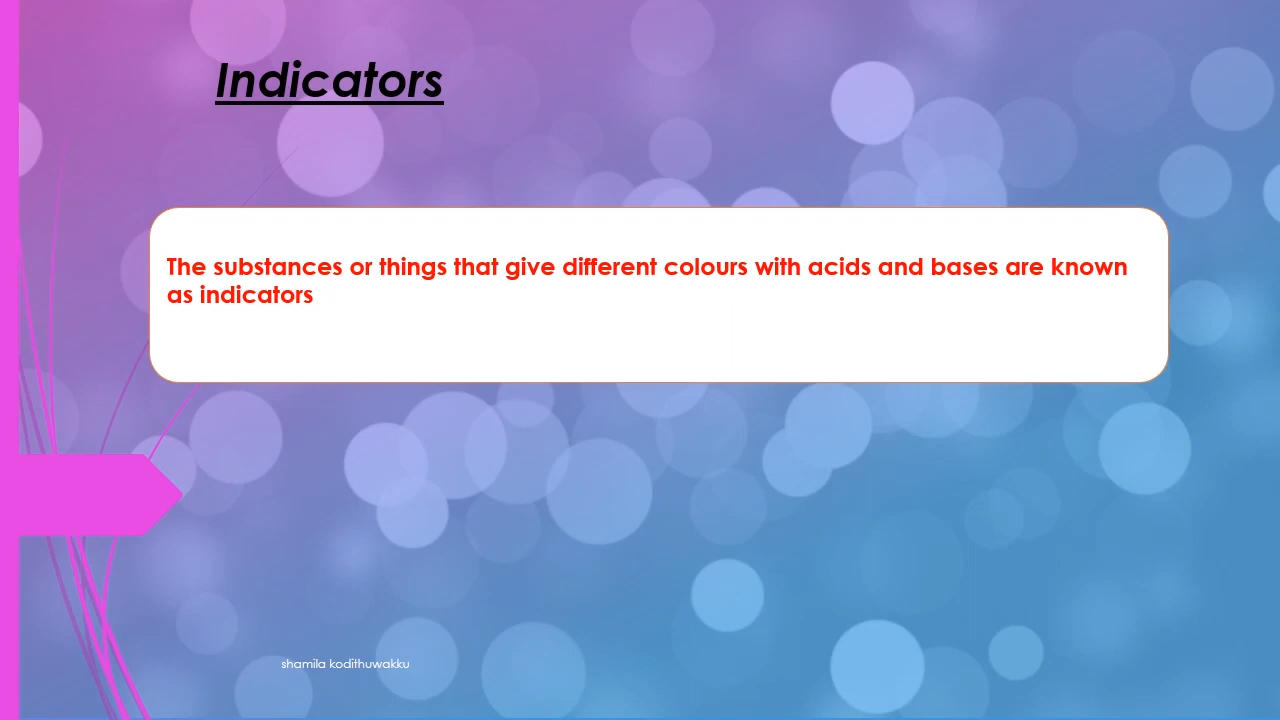 Indicators
The substances or things that give different colours with acids and bases are known
as indicators
shamila kodithuwakku